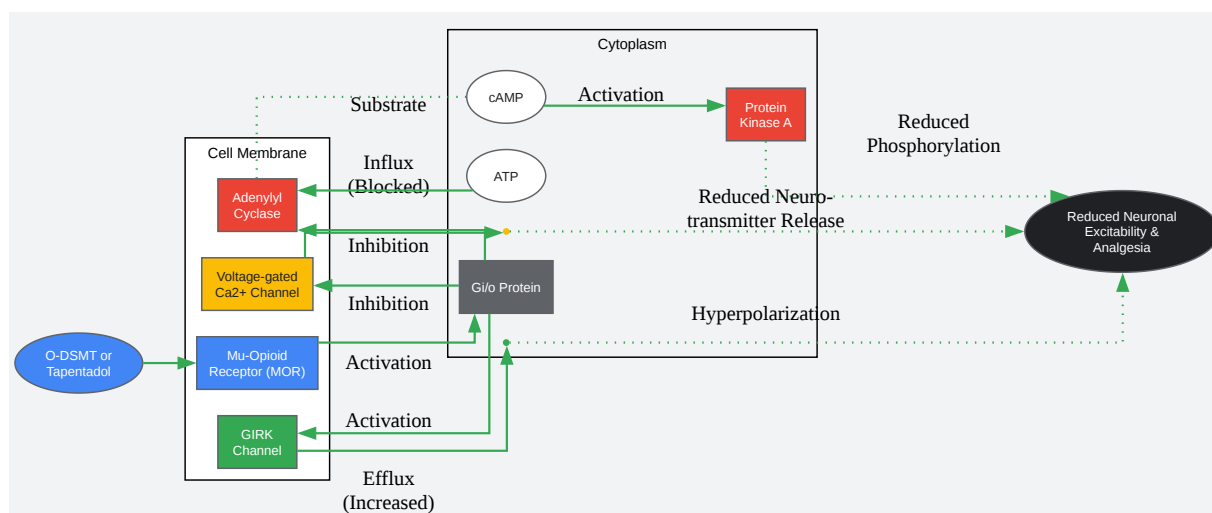 Cytoplasm
cAMP
Activation
Protein
Kinase A
Substrate
Reduced
Phosphorylation
Cell Membrane
Influx
(Blocked)
ATP
Adenylyl
Cyclase
Reduced Neuro-
transmitter Release
Reduced Neuronal
Excitability &
Analgesia
Inhibition
Voltage-gated
Ca2+ Channel
Gi/o Protein
Inhibition
Hyperpolarization
O-DSMT or
Tapentadol
Mu-Opioid
Receptor (MOR)
Activation
Activation
GIRK
Channel
Efflux
(Increased)